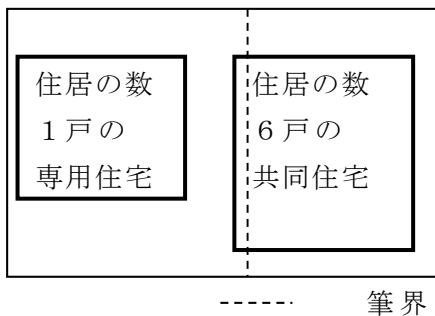 住居の数
１戸の
専用住宅
住居の数
６戸の
共同住宅
筆界